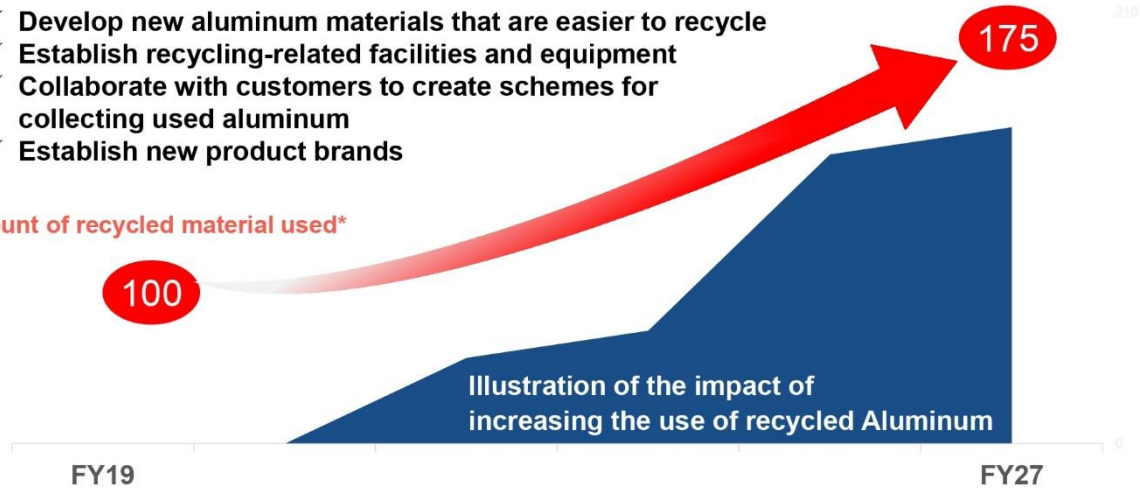 Develop new aluminum materials that are easier to recycle
Establish recycling-related facilities and equipment
Collaborate with customers to create schemes for
collecting used aluminum
Establish new product brands
175
210
of recycled material used*
100
Illustration of the impact of
increasing the use of recycled Aluminum
0
FY19
FY27